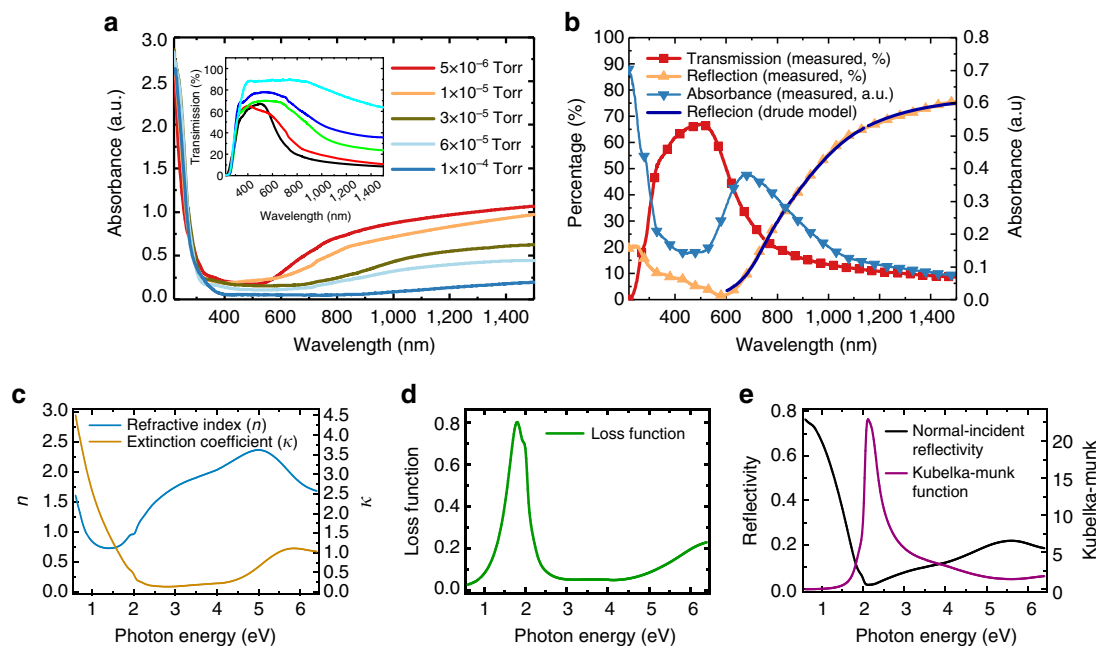 a
3.0
2.5
2.0
1.5
1.0
0.5
0.0
Absorbance (a.u.)
400 600 800 1,000 1,200 1,400
Wavelength (nm)
5×10⁻⁶ Torr
1×10⁻⁵ Torr
3×10⁻⁵ Torr
6×10⁻⁵ Torr
1×10⁻⁴ Torr
Transmission (%)
100
75
50
25
0
400 600 800 1,000 1,200 1,400
Wavelength (nm)
b
100
90
80
70
60
50
40
30
20
10
0
Percentage (%)
Transmission (measured, %)
Reflection (measured, %)
Absorbance (measured, a.u.)
Reflecion (drude model)
0.8
0.7
0.6
0.5
0.4
0.3
0.2
0.1
0.0
Absorbance (a.u)
400 600 800 1,000 1,200 1,400
Wavelength (nm)
c
3.0
2.5
2.0
1.5
1.0
0.5
0.0
n
Refractive index (n)
Extinction coefficient (κ)
4.5
4.0
3.5
3.0
2.5
2.0
1.5
1.0
0.5
0.0
κ
1 2 3 4 5 6
Photon energy (eV)
d
0.8
0.6
0.4
0.2
0.0
Loss function
Loss function
1 2 3 4 5 6
Photon energy (eV)
e
0.8
0.6
0.4
0.2
0.0
Reflectivity
Normal-incident
reflectivity
Kubelka-munk
function
20
15
10
5
0
Kubelka-munk
1 2 3 4 5 6
Photon energy (eV)